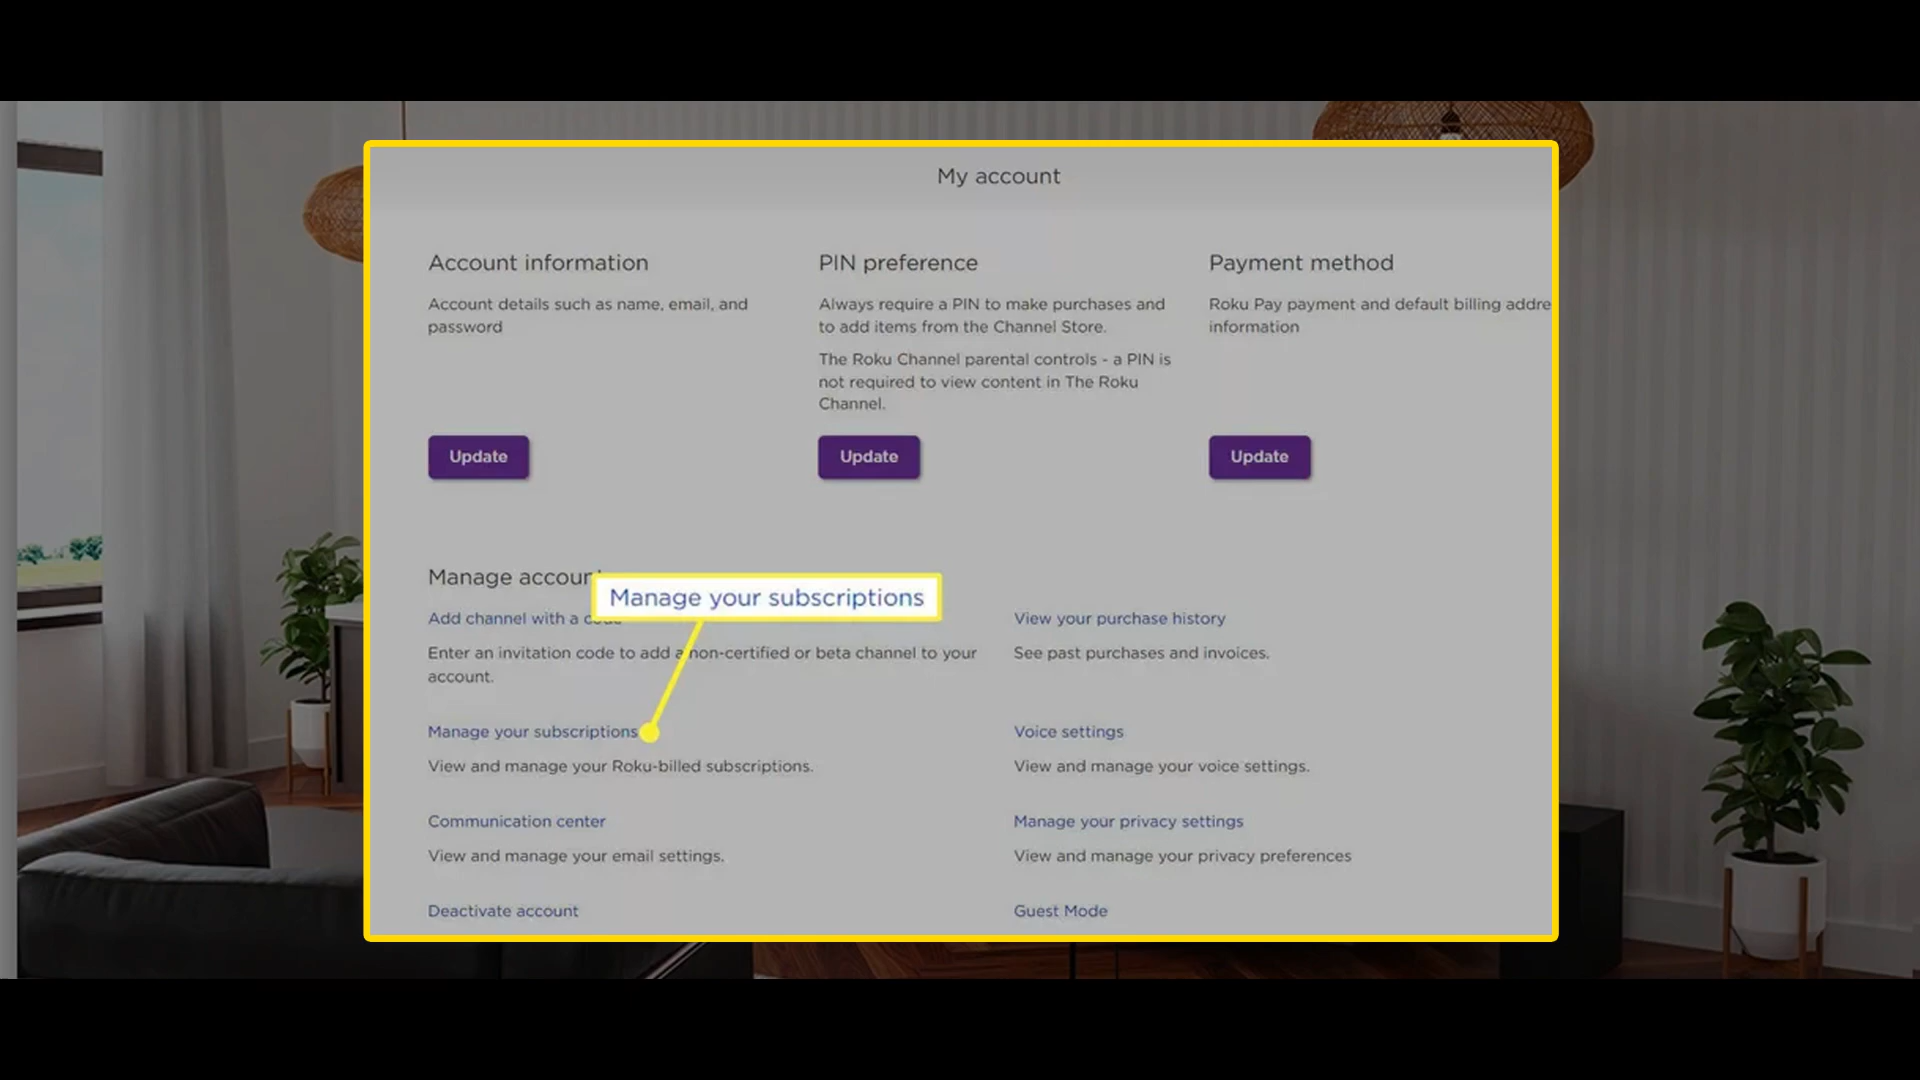 My account
Account information
Account details such as name, email, and
password
Update
PIN preference
Always require a PIN to make purchases and
to add items from the Channel Store.
The Roku Channel parental controls - a PIN is
not required to view content in The Roku
Channel.
Update
Payment method
Roku Pay payment and default billing addre
information
Update
Manage account
Manage your subscriptions
Add channel with a code
Enter an invitation code to add a non-certified or beta channel to your
account.
View your purchase history
See past purchases and invoices.
Manage your subscriptions
View and manage your Roku-billed subscriptions.
Voice settings
View and manage your voice settings.
Communication center
View and manage your email settings.
Manage your privacy settings
View and manage your privacy preferences
Deactivate account
Guest Mode